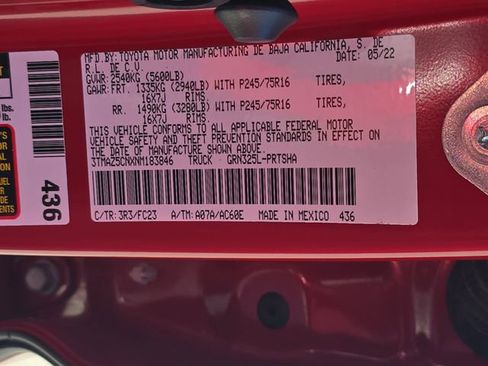 MFD.BY: TOYOTA MOTOR MANUFACTURING DE BAJA CALIFORNIA, S. DE
R.L. DE C.V. DATE: 05/22
GVWR: 2540KG (5600LB)
GAWR: FRT. 1335KG (2940LB) WITH P245/75R16 TIRES,
16X7J RIMS
RR. 1490KG (3280LB) WITH P245/75R16 TIRES,
16X7J RIMS
THIS VEHICLE CONFORMS TO ALL APPLICABLE FEDERAL MOTOR
VEHICLE SAFETY AND THEFT PREVENTION STANDARDS IN EFFECT
ON THE DATE OF MANUFACTURE SHOWN ABOVE.
3TMAZ5CNXNM183846 TRUCK GRN325L-PRTSHA
C/TR: 3R3/FC23 A/TM: A07A/AC60E MADE IN MEXICO 436
436
lbs.
lb.